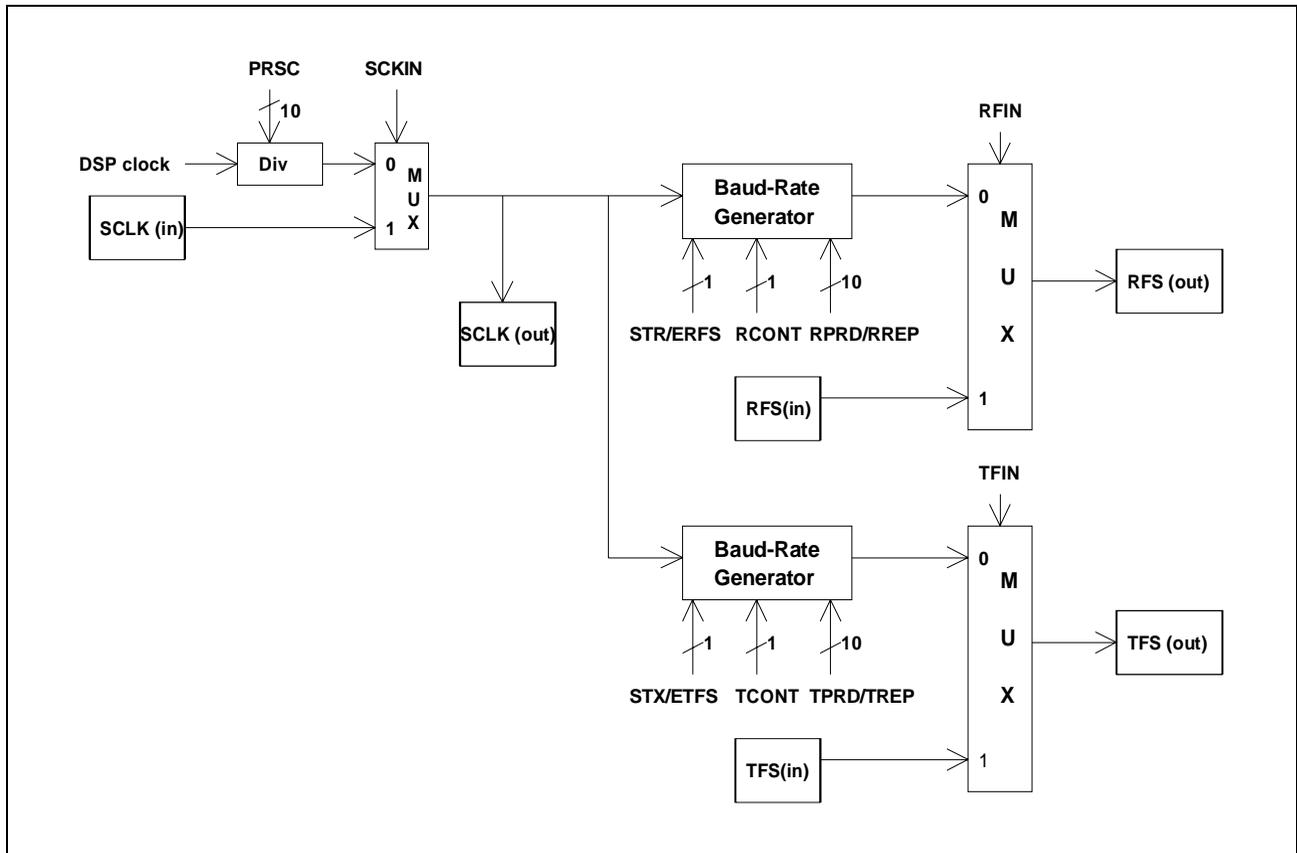 PRSC
SCKIN
10
DSP clock
Div
0
M
U
X
1
SCLK (in)
SCLK (out)
Baud-Rate
Generator
1
1
10
STR/ERFS
RCONT
RPRD/RREP
RFS(in)
RFIN
0
M
U
X
1
RFS (out)
Baud-Rate
Generator
1
1
10
STX/ETFS
TCONT
TPRD/TREP
TFS(in)
TFIN
0
M
U
X
1
TFS (out)